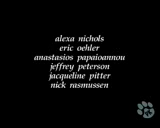 alexa nichols
eric oehler
anastasios papaioannou
jeffrey peterson
jacqueline pitter
nick rasmussen